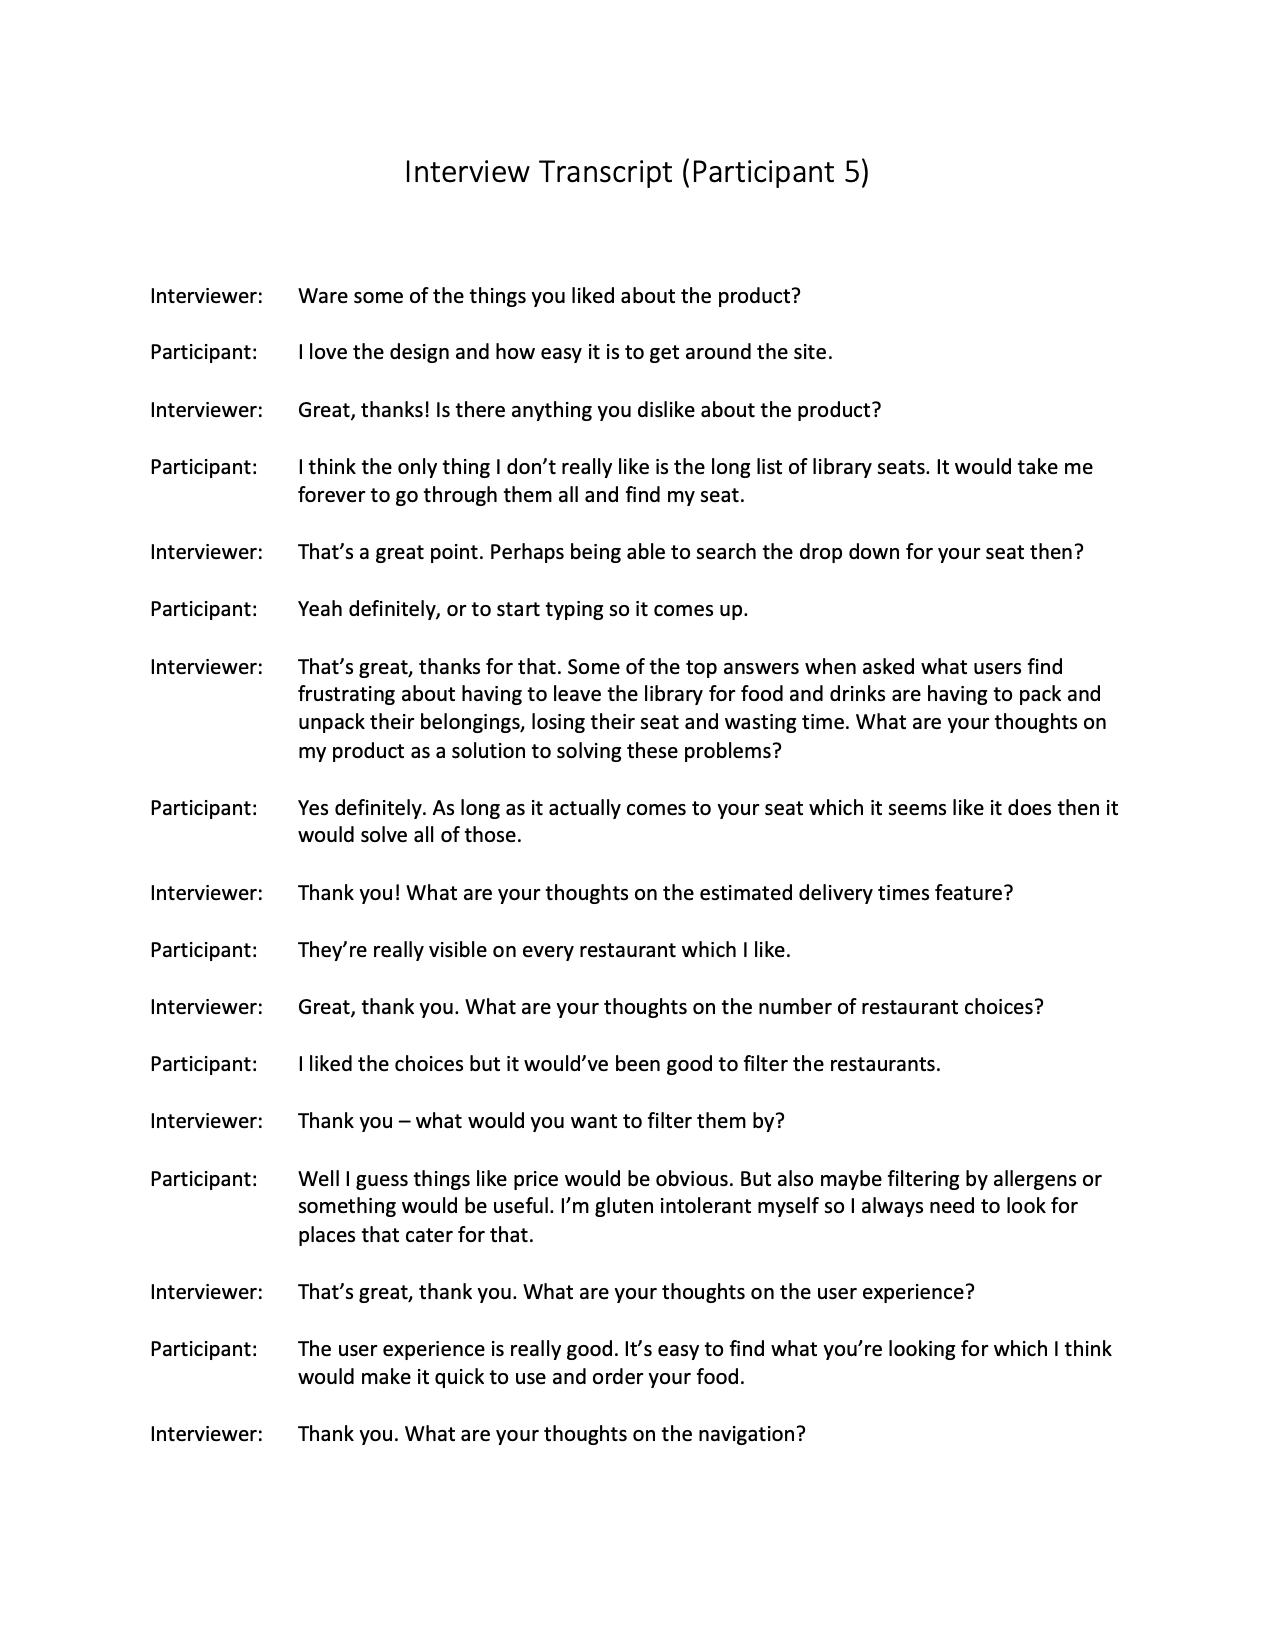 Interview Transcript (Participant 5)
Interviewer: Ware some of the things you liked about the product?
Participant: I love the design and how easy it is to get around the site.
Interviewer: Great, thanks! Is there anything you dislike about the product?
Participant: I think the only thing I don’t really like is the long list of library seats. It would take me
forever to go through them all and find my seat.
Interviewer: That’s a great point. Perhaps being able to search the drop down for your seat then?
Participant: Yeah definitely, or to start typing so it comes up.
Interviewer: That’s great, thanks for that. Some of the top answers when asked what users find
frustrating about having to leave the library for food and drinks are having to pack and
unpack their belongings, losing their seat and wasting time. What are your thoughts on
my product as a solution to solving these problems?
Participant: Yes definitely. As long as it actually comes to your seat which it seems like it does then it
would solve all of those.
Interviewer: Thank you! What are your thoughts on the estimated delivery times feature?
Participant: They’re really visible on every restaurant which I like.
Interviewer: Great, thank you. What are your thoughts on the number of restaurant choices?
Participant: I liked the choices but it would’ve been good to filter the restaurants.
Interviewer: Thank you – what would you want to filter them by?
Participant: Well I guess things like price would be obvious. But also maybe filtering by allergens or
something would be useful. I’m gluten intolerant myself so I always need to look for
places that cater for that.
Interviewer: That’s great, thank you. What are your thoughts on the user experience?
Participant: The user experience is really good. It’s easy to find what you’re looking for which I think
would make it quick to use and order your food.
Interviewer: Thank you. What are your thoughts on the navigation?